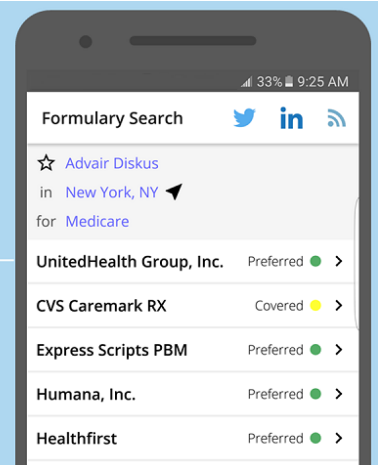 33% 9:25 AM
Formulary Search in
Advair Diskus
in New York, NY
for Medicare
UnitedHealth Group, Inc. Preferred
CVS Caremark RX Covered
Express Scripts PBM Preferred
Humana, Inc. Preferred
Healthfirst Preferred